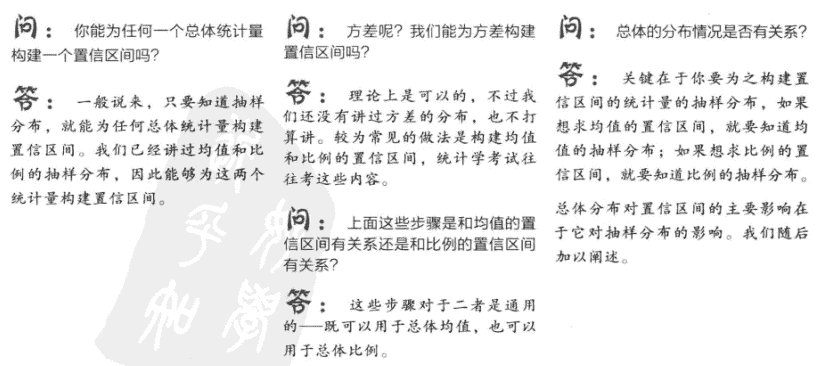 问： 你能为任何一个总体统计量
构建一个置信区间吗？
答： 一般说来，只要知道抽样
分布，就能为任何总体统计量构建
置信区间。我们已经讲过均值和比
例的抽样分布，因此能够为这两个
统计量构建置信区间。
问： 方差呢？我们能为方差构建
置信区间吗？
答： 理论上是可以的，不过我
们还没有讲过方差的分布，也不打
算讲。较为常见的做法是构建均值
和比例的置信区间，统计学考试往
往考这些内容。
问： 上面这些步骤是和均值的置
信区间有关系还是和比例的置信区间
有关系？
答： 这些步骤对于二者是通用
的——既可以用于总体均值，也可以
用于总体比例。
问： 总体的分布情况是否有关系？
答： 关键在于你要为之构建置
信区间的统计量的抽样分布，如果
想求均值的置信区间，就要知道均
值的抽样分布；如果想求比例的置
信区间，就要知道比例的抽样分布。
总体分布对置信区间的主要影响在
于它对抽样分布的影响。我们随后
加以阐述。